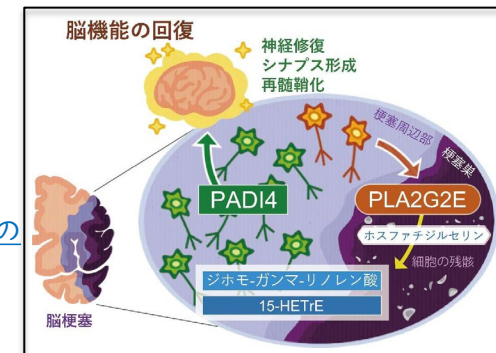 脳機能の回復
神経修復
シナプス形成
再髄鞘化
梗塞周辺部
梗塞巣
PADI4
PLA2G2E
ホスファチジルセリン
の
細胞の残骸
ジホモ-ガンマ-リノレン酸
15-HETrE
脳梗塞